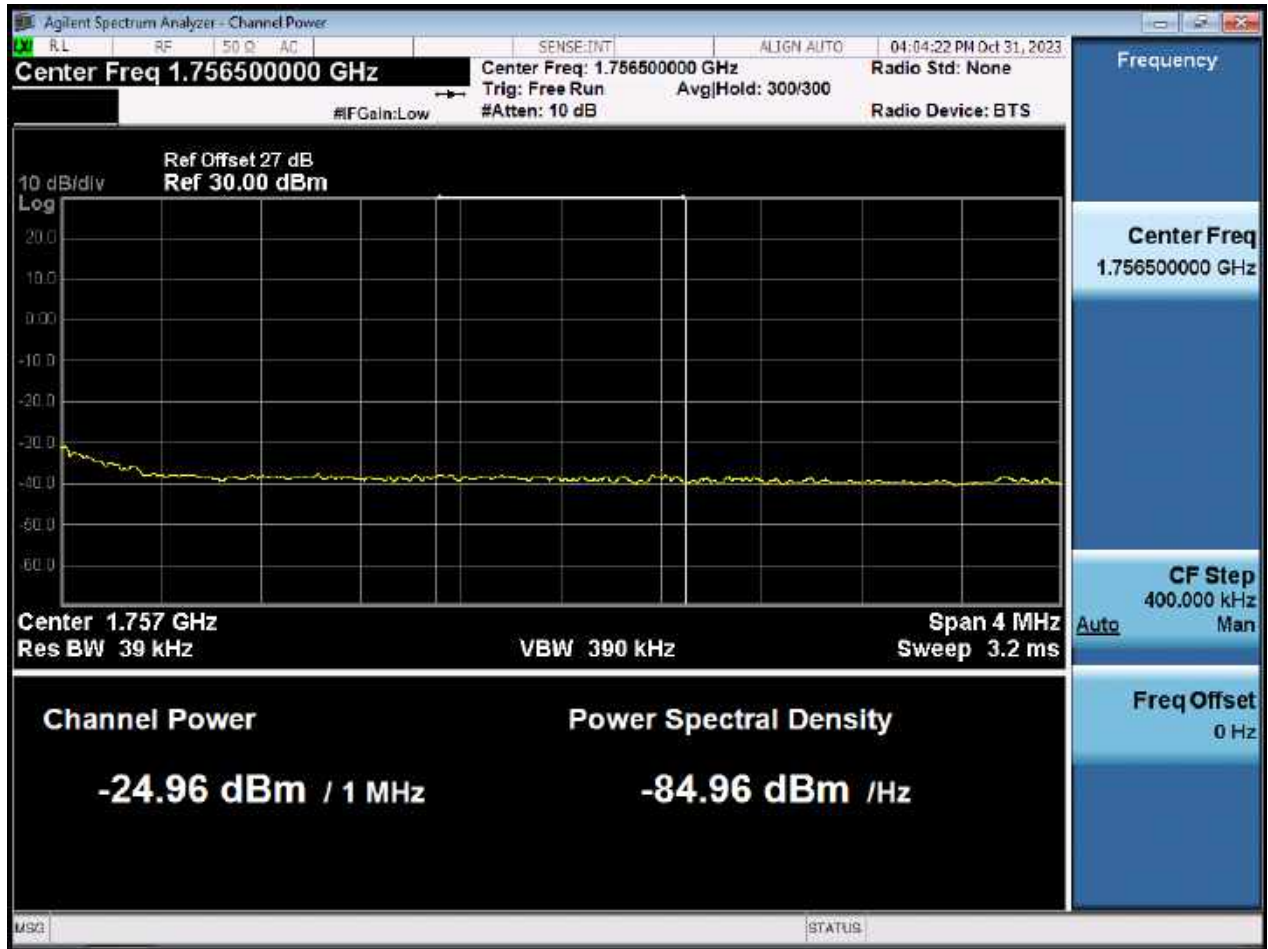 Agilent Spectrum Analyzer - Channel Power
LXI RL RF 50 Ω AC SENSE:INT ALIGN AUTO 04:04:22 PM Oct 31, 2023
Center Freq 1.756500000 GHz
Center Freq: 1.756500000 GHz
Radio Std: None
Trig: Free Run Avg|Hold: 300/300
#IFGain:Low #Atten: 10 dB Radio Device: BTS
Ref Offset 27 dB
10 dB/div Ref 30.00 dBm
Log
20.0
10.0
0.00
-10.0
-20.0
-30.0
-40.0
-50.0
-60.0
Center 1.757 GHz Span 4 MHz
Res BW 39 kHz VBW 390 kHz Sweep 3.2 ms
Channel Power Power Spectral Density
-24.96 dBm / 1 MHz -84.96 dBm /Hz
MSG STATUS
Frequency
Center Freq
1.756500000 GHz
CF Step
400.000 kHz
Auto Man
Freq Offset
0 Hz